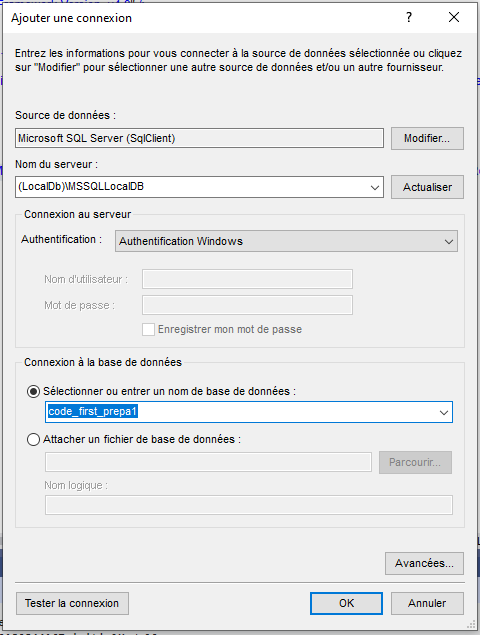 Ajouter une connexion
?
Entrez les informations pour vous connecter à la source de données sélectionnée ou cliquez
sur "Modifier" pour sélectionner une autre source de données et/ou un autre fournisseur.
Source de données :
Microsoft SQL Server (SqlClient)
Modifier...
Nom du serveur :
(LocalDb)\MSSQLLocalDB
Actualiser
Connexion au serveur
Authentification :
Authentification Windows
Nom d'utilisateur :
Mot de passe :
Enregistrer mon mot de passe
Connexion à la base de données
Sélectionner ou entrer un nom de base de données :
code_first_prepa1
Attacher un fichier de base de données :
Parcourir...
Nom logique :
Avancées...
Tester la connexion
OK
Annuler